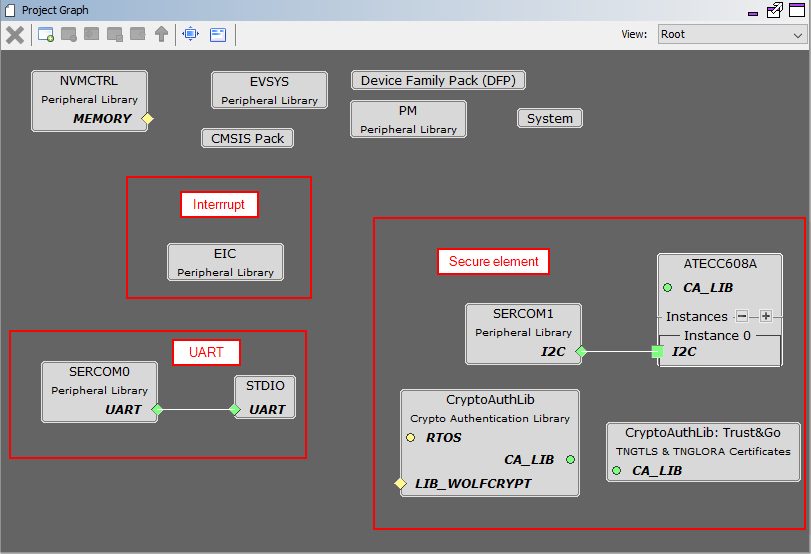 Project Graph
View:
Root
NVMCTRL
Peripheral Library
MEMORY
EVSYS
Peripheral Library
Device Family Pack (DFP)
PM
Peripheral Library
System
CMSIS Pack
Interrrupt
EIC
Peripheral Library
Secure element
ATECC608A
CA_LIB
Instances
Instance 0
I2C
SERCOM1
Peripheral Library
I2C
UART
SERCOM0
Peripheral Library
UART
STDIO
UART
CryptoAuthLib
Crypto Authentication Library
RTOS
CA_LIB
LIB_WOLFCRYPT
CryptoAuthLib: Trust&Go
TNGTLS & TNGLORA Certificates
CA_LIB